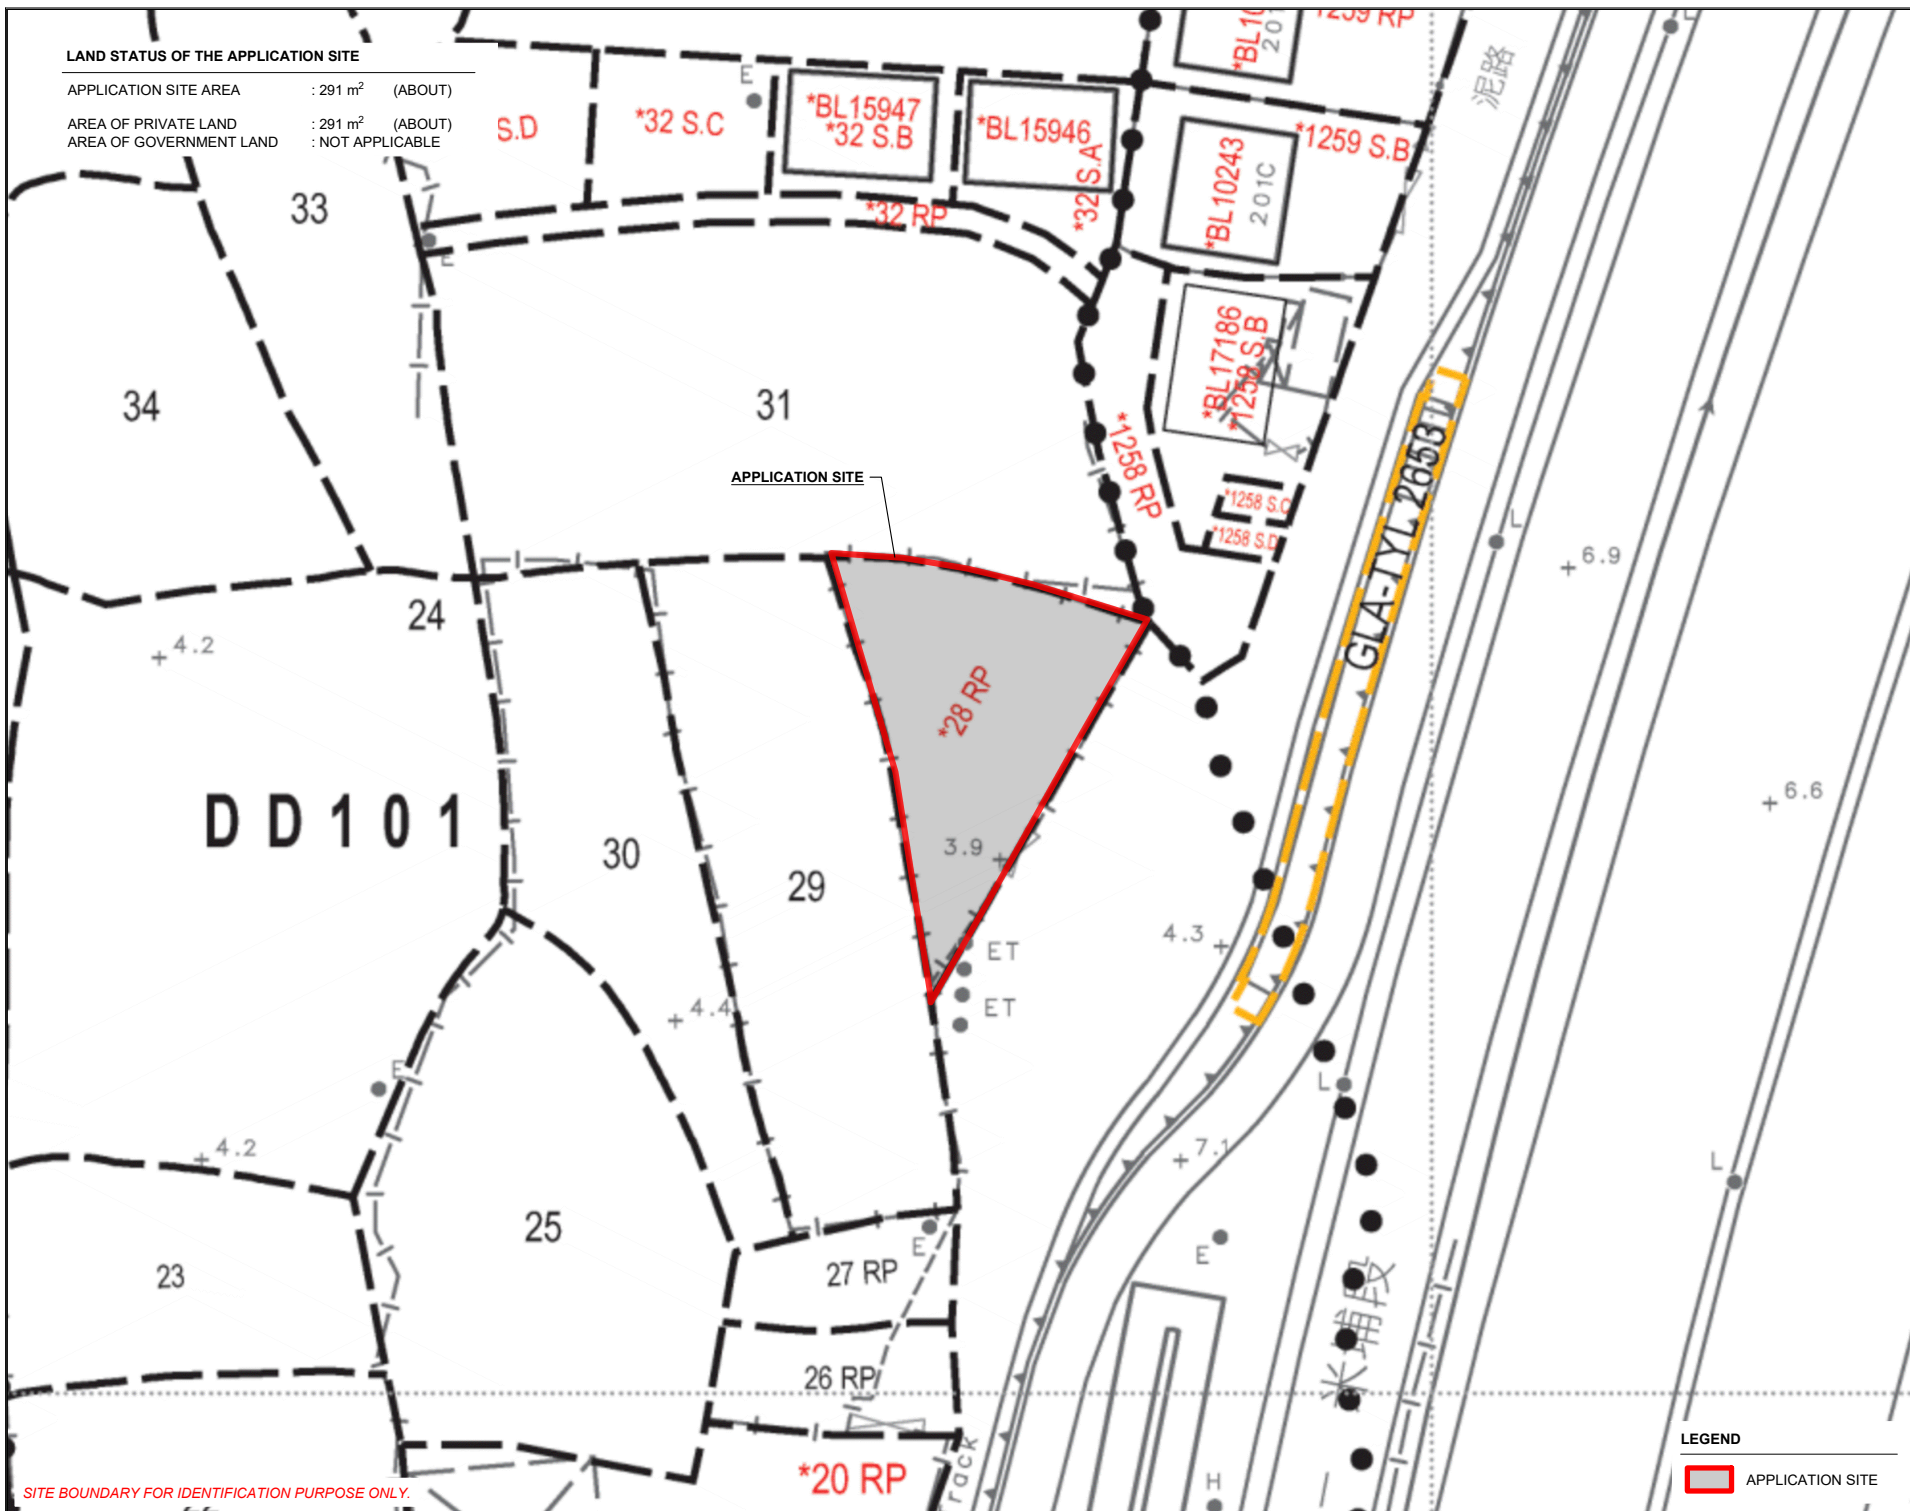 LAND STATUS OF THE APPLICATION SITE
APPLICATION SITE AREA : 291 m² (ABOUT)
AREA OF PRIVATE LAND : 291 m² (ABOUT)
AREA OF GOVERNMENT LAND : NOT APPLICABLE
1259 RP
泥路
L
E
S.D
*32 S.C
*BL15947
*32 S.B
*BL15946
*32 S.A
*1259 S.B
*BL10243
201C
33
*32 RP
E
*BL17186
*1258 S.B
34
31
*1258 RP
APPLICATION SITE
*1258 S.C
*1258 S.D
GLA-TYL 2653
L
6.9
24
4.2
*28 RP
6.6
DD101
30
29
3.9
4.3
ET
ET
4.4
E
L
4.2
7.1
L
25
E
E
23
27 RP
米埔段
26 RP
*20 RP
rack
H
LEGEND
APPLICATION SITE
SITE BOUNDARY FOR IDENTIFICATION PURPOSE ONLY.